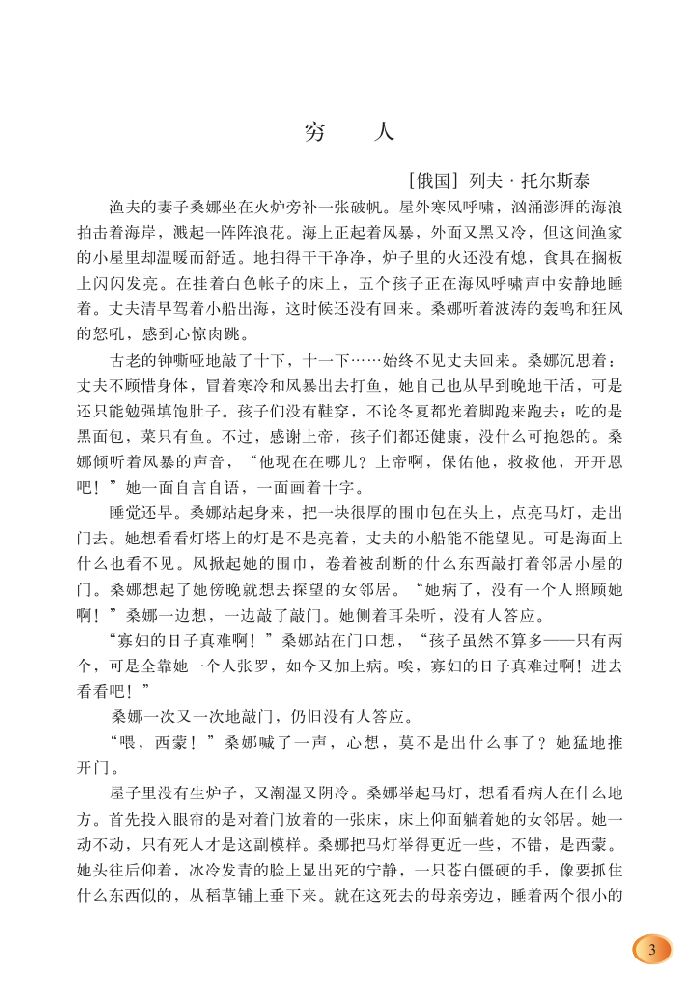 穷 人
[俄国] 列夫·托尔斯泰
渔夫的妻子桑娜坐在火炉旁补一张破帆。屋外寒风呼啸，汹涌澎湃的海浪
拍击着海岸，溅起一阵阵浪花。海上正起着风暴，外面又黑又冷，但这间渔家
的小屋里却温暖而舒适。地扫得干干净净，炉子里的火还没有熄，食具在搁板
上闪闪发亮。在挂着白色帐子的床上，五个孩子正在海风呼啸声中安静地睡
着。丈夫清早驾着小船出海，这时候还没有回来。桑娜听着波涛的轰鸣和狂风
的怒吼，感到心惊肉跳。
古老的钟嘶哑地敲了十下，十一下……始终不见丈夫回来。桑娜沉思着：
丈夫不顾惜身体，冒着寒冷和风暴出去打鱼，她自己也从早到晚地干活，可是
还只能勉强填饱肚子。孩子们没有鞋穿，不论冬夏都光着脚跑来跑去；吃的是
黑面包，菜只有鱼。不过，感谢上帝，孩子们都还健康，没什么可抱怨的。桑
娜倾听着风暴的声音，“他现在在哪儿？上帝啊，保佑他，救救他，开开恩
吧！”她一面自言自语，一面画着十字。
睡觉还早。桑娜站起身来，把一块很厚的围巾包在头上，点亮马灯，走出
门去。她想看看灯塔上的灯是不是亮着，丈夫的小船能不能望见。可是海面上
什么也看不见。风掀起她的围巾，卷着被刮断的什么东西敲打着邻居小屋的
门。桑娜想起了她傍晚就想去探望的女邻居。“她病了，没有一个人照顾她
啊！”桑娜一边想，一边敲了敲门。她侧着耳朵听，没有人答应。
“寡妇的日子真难啊！”桑娜站在门口想，“孩子虽然不算多——只有两
个，可是全靠她一个人张罗，如今又加上病。唉，寡妇的日子真难过啊！进去
看看吧！”
桑娜一次又一次地敲门，仍旧没有人答应。
“喂，西蒙！”桑娜喊了一声，心想，莫不是出什么事了？她猛地推
开门。
屋子里没有生炉子，又潮湿又阴冷。桑娜举起马灯，想看看病人在什么地
方。首先投入眼帘的是对着门放着的一张床，床上仰面躺着她的女邻居。她一
动不动，只有死人才是这副模样。桑娜把马灯举得更近一些，不错，是西蒙。
她头往后仰着，冰冷发青的脸上显出死的宁静，一只苍白僵硬的手，像要抓住
什么东西似的，从稻草铺上垂下来。就在这死去的母亲旁边，睡着两个很小的
3